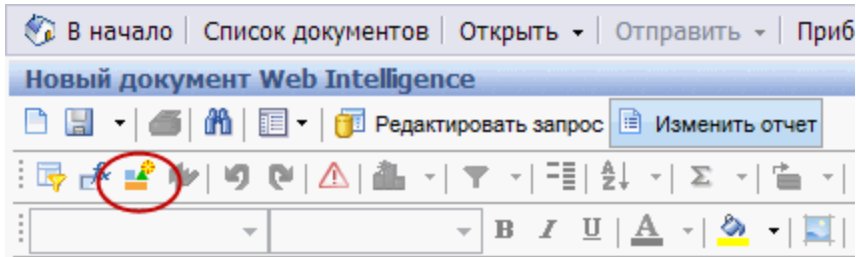 В начало Список документов Открыть Отправить Приб
Новый документ Web Intelligence
Редактировать запрос Изменить отчет
B I U A